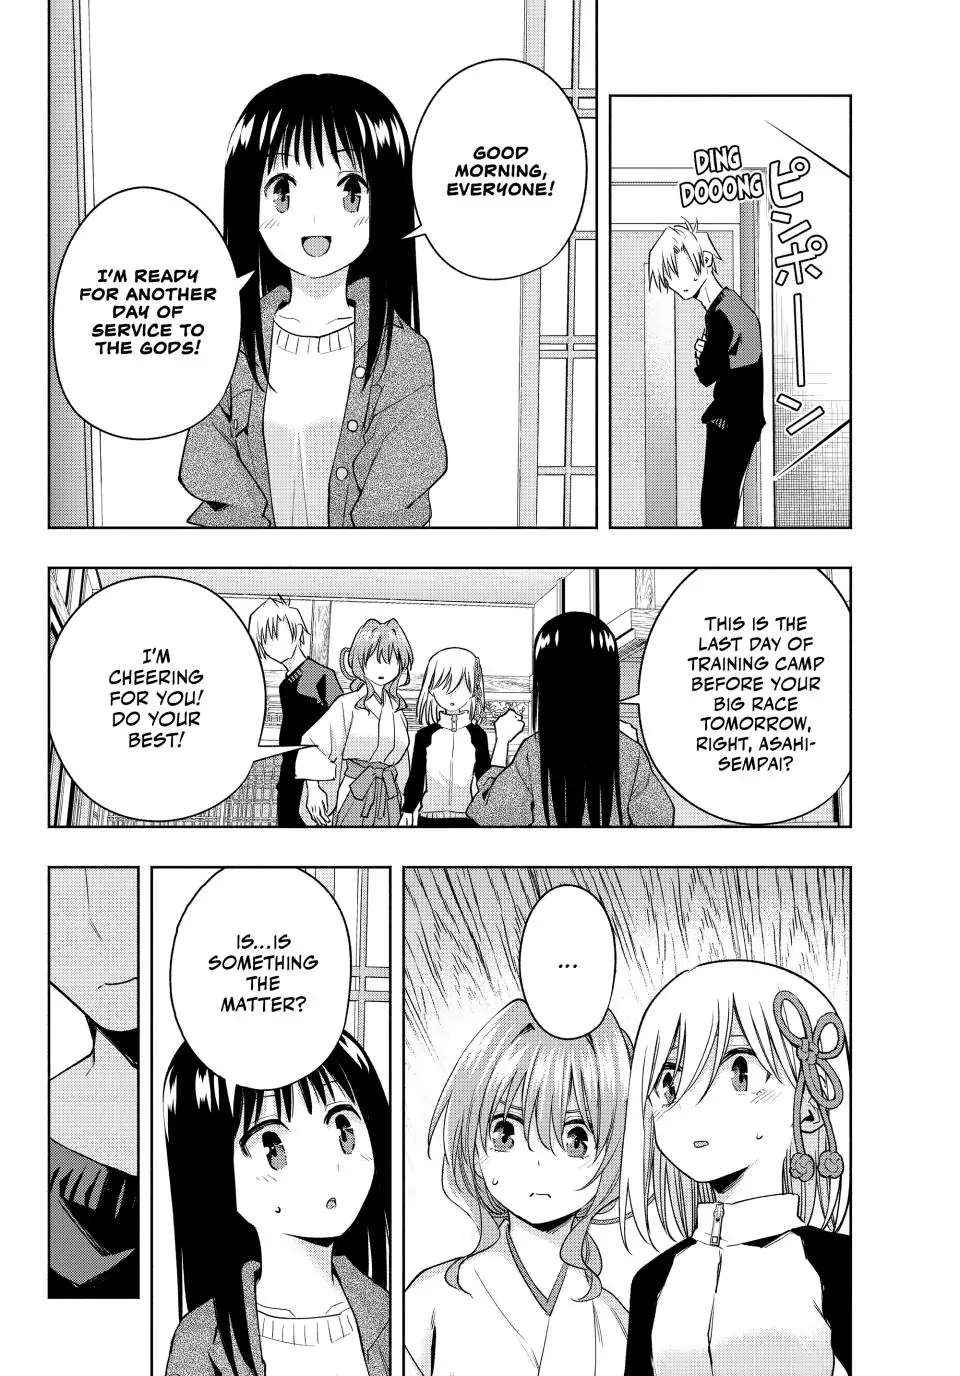 DING
DOOONG
ピンポーン
GOOD
MORNING,
EVERYONE!
I'M READY
FOR ANOTHER
DAY OF
SERVICE TO
THE GODS!
THIS IS THE
LAST DAY OF
TRAINING CAMP
BEFORE YOUR
BIG RACE
TOMORROW,
RIGHT, ASAHI-
SEMPAI?
I'M
CHEERING
FOR YOU!
DO YOUR
BEST!
...
IS...IS
SOMETHING
THE
MATTER?